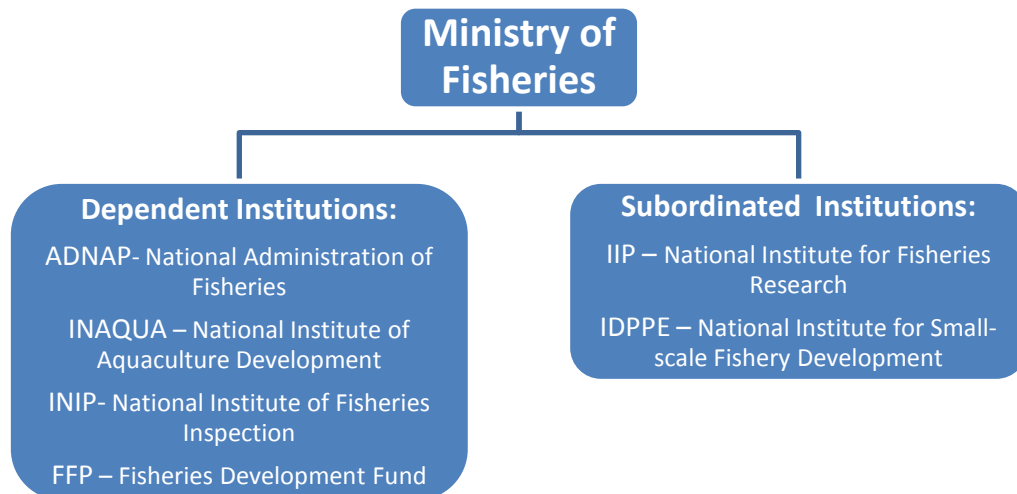 Ministry of
Fisheries
Dependent Institutions:
ADNAP- National Administration of
Fisheries
INAQUA – National Institute of
Aquaculture Development
INIP- National Institute of Fisheries
Inspection
FFP – Fisheries Development Fund
Subordinated  Institutions:
IIP – National Institute for Fisheries
Research
IDPPE – National Institute for Small-
scale Fishery Development